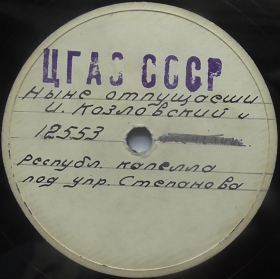 ЦГАЗ СССР
Ныне отпущаеши
И. Козловский и
12553
республ. капелла
под упр. Степанова